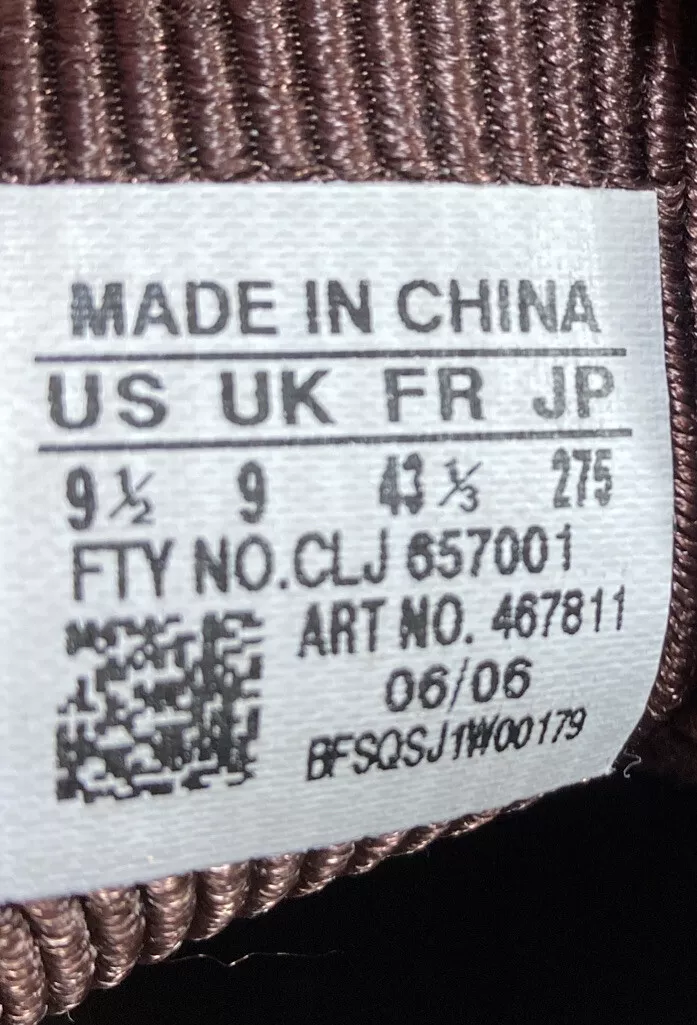 MADE IN CHINA
US UK FR JP
9 ½ 9 43 ⅓ 275
FTY NO.CLJ 657001
ART NO. 467811
06/06
BFSQSJ1W00179